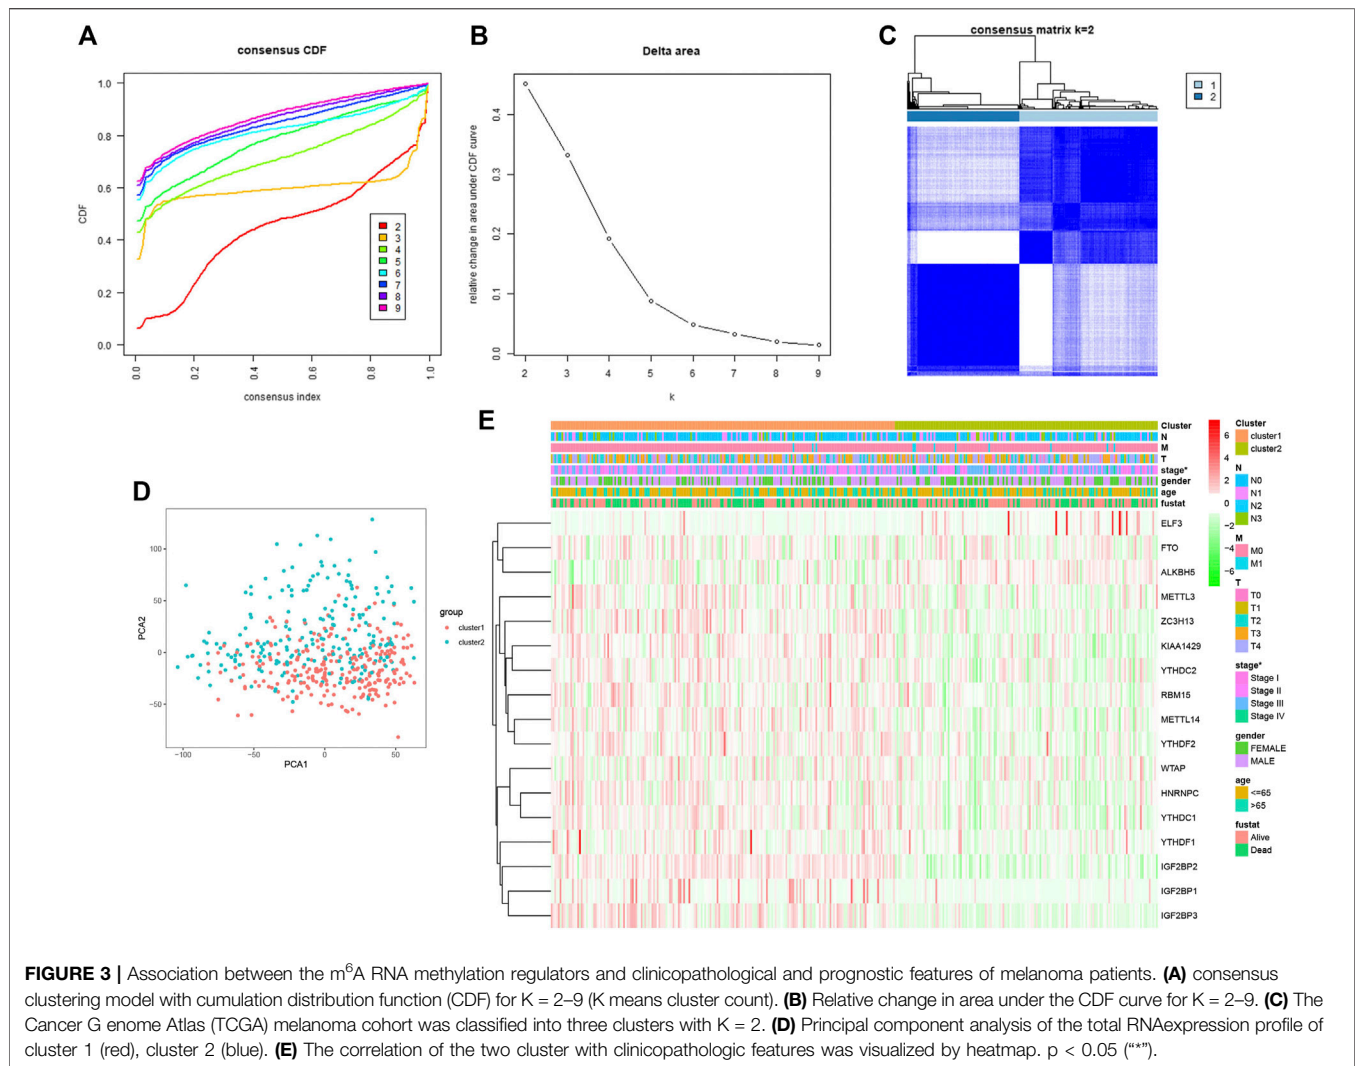 A
consensus CDF
CDF
1.0
0.8
0.6
0.4
0.2
0.0
0.0
0.2
0.4
0.6
0.8
1.0
consensus index
2
3
4
5
6
7
8
9
B
Delta area
relative change in area under CDF curve
0.4
0.3
0.2
0.1
0.0
2
3
4
5
6
7
8
9
k
C
consensus matrix k=2
1
2
D
PCA2
100
50
0
−50
−100
−50
0
50
PCA1
group
cluster1
cluster2
E
Cluster
N
M
T
stage*
gender
age
fustat
ELF3
FTO
ALKBH5
METTL3
ZC3H13
KIAA1429
YTHDC2
RBM15
METTL14
YTHDF2
WTAP
HNRNPC
YTHDC1
YTHDF1
IGF2BP2
IGF2BP1
IGF2BP3
6
4
2
0
−2
−4
−6
Cluster
cluster1
cluster2
N
N0
N1
N2
N3
M
M0
M1
T
T0
T1
T2
T3
T4
stage*
Stage I
Stage II
Stage III
Stage IV
gender
FEMALE
MALE
age
<=65
>65
fustat
Alive
Dead
FIGURE 3 | Association between the m⁶A RNA methylation regulators and clinicopathological and prognostic features of melanoma patients. (A) consensus
clustering model with cumulation distribution function (CDF) for K = 2–9 (K means cluster count). (B) Relative change in area under the CDF curve for K = 2–9. (C) The
Cancer G enome Atlas (TCGA) melanoma cohort was classified into three clusters with K = 2. (D) Principal component analysis of the total RNAexpression profile of
cluster 1 (red), cluster 2 (blue). (E) The correlation of the two cluster with clinicopathologic features was visualized by heatmap. p < 0.05 (“*”).